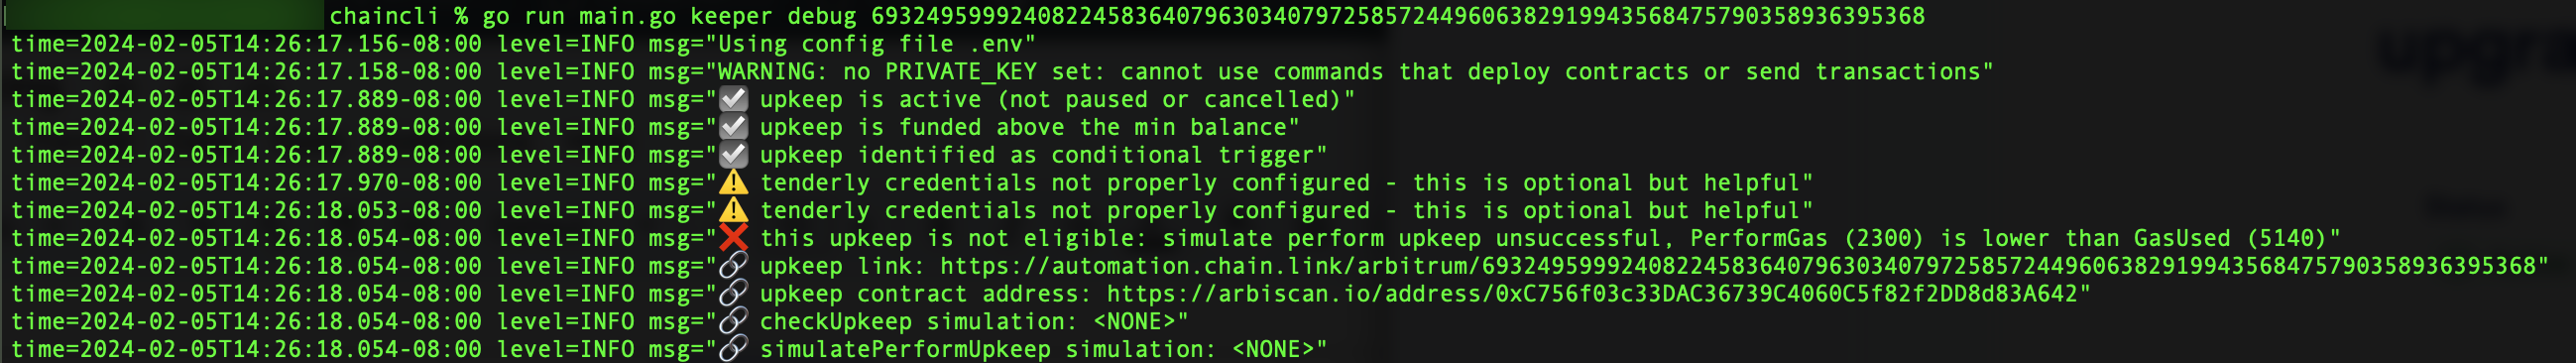 chaincli % go run main.go keeper debug 69324959992408224583640796303407972585724496063829199435684757903589363953​68
time=2024-02-05T14:26:17.156-08:00 level=INFO msg="Using config file .env"
time=2024-02-05T14:26:17.158-08:00 level=INFO msg="WARNING: no PRIVATE_KEY set: cannot use commands that deploy contracts or send transactions"
time=2024-02-05T14:26:17.889-08:00 level=INFO msg="☑️ upkeep is active (not paused or cancelled)"
time=2024-02-05T14:26:17.889-08:00 level=INFO msg="☑️ upkeep is funded above the min balance"
time=2024-02-05T14:26:17.889-08:00 level=INFO msg="☑️ upkeep identified as conditional trigger"
time=2024-02-05T14:26:17.970-08:00 level=INFO msg="⚠️ tenderly credentials not properly configured - this is optional but helpful"
time=2024-02-05T14:26:18.053-08:00 level=INFO msg="⚠️ tenderly credentials not properly configured - this is optional but helpful"
time=2024-02-05T14:26:18.054-08:00 level=INFO msg="❌ this upkeep is not eligible: simulate perform upkeep unsuccessful, PerformGas (2300) is lower than GasUsed (5140)"
time=2024-02-05T14:26:18.054-08:00 level=INFO msg="🔗 upkeep link: https://automation.chain.link/arbitrum/69324959992408224583640796303407972585724496063829199435684757903589363953​68"
time=2024-02-05T14:26:18.054-08:00 level=INFO msg="🔗 upkeep contract address: https://arbiscan.io/address/0xC756f03c33DAC36739C4060C5f82f2DD8d83A642"
time=2024-02-05T14:26:18.054-08:00 level=INFO msg="🔗 checkUpkeep simulation: <NONE>"
time=2024-02-05T14:26:18.054-08:00 level=INFO msg="🔗 simulatePerformUpkeep simulation: <NONE>"